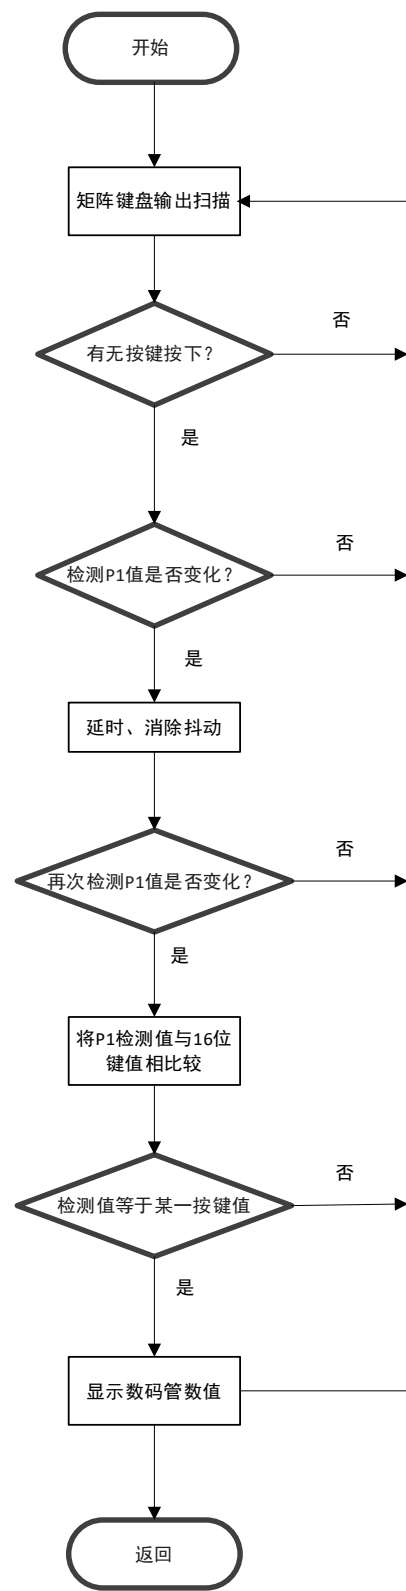 开始
矩阵键盘输出扫描
否
有无按键按下？
是
否
检测P1值是否变化？
是
延时、消除抖动
否
再次检测P1值是否变化？
是
将P1检测值与16位
键值相比较
否
检测值等于某一按键值
是
显示数码管数值
返回